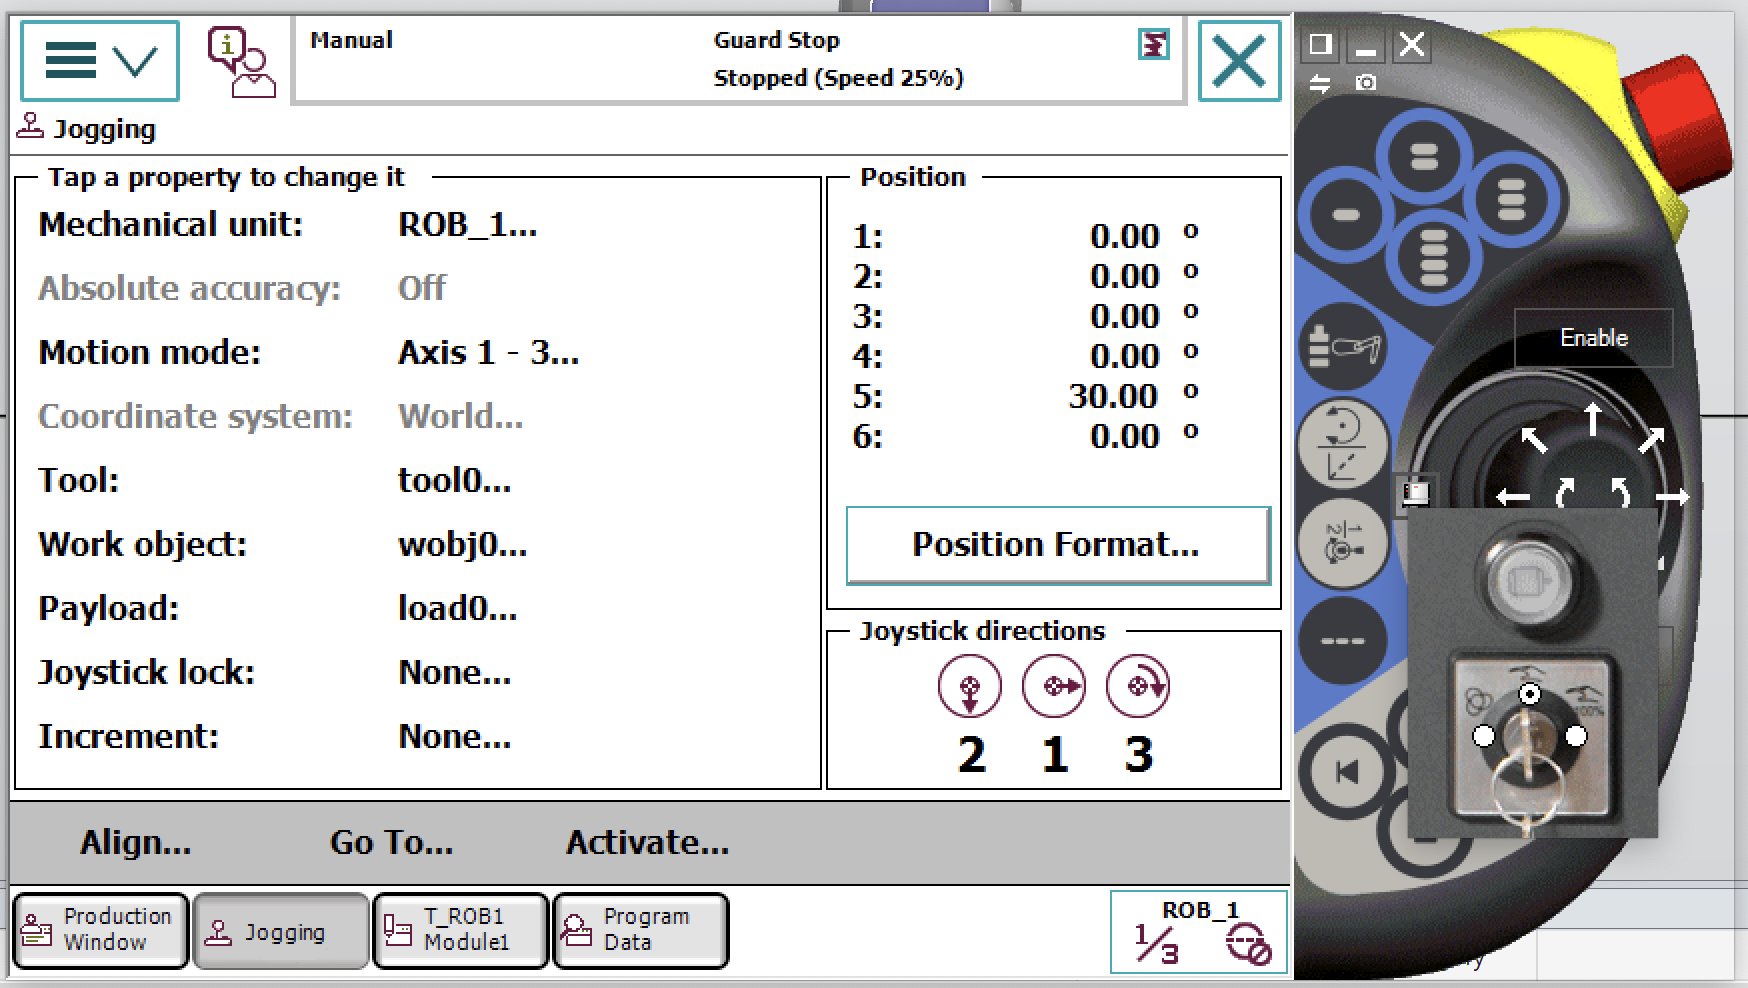 Manual
Guard Stop
Stopped (Speed 25%)
Jogging
Tap a property to change it
Mechanical unit: ROB_1...
Absolute accuracy: Off
Motion mode: Axis 1 - 3...
Coordinate system: World...
Tool: tool0...
Work object: wobj0...
Payload: load0...
Joystick lock: None...
Increment: None...
Position
1: 0.00 º
2: 0.00 º
3: 0.00 º
4: 0.00 º
5: 30.00 º
6: 0.00 º
Position Format...
Joystick directions
2 1 3
Align... Go To... Activate...
Production
Window
Jogging
T_ROB1
Module1
Program
Data
ROB_1
1/3
Enable
100%